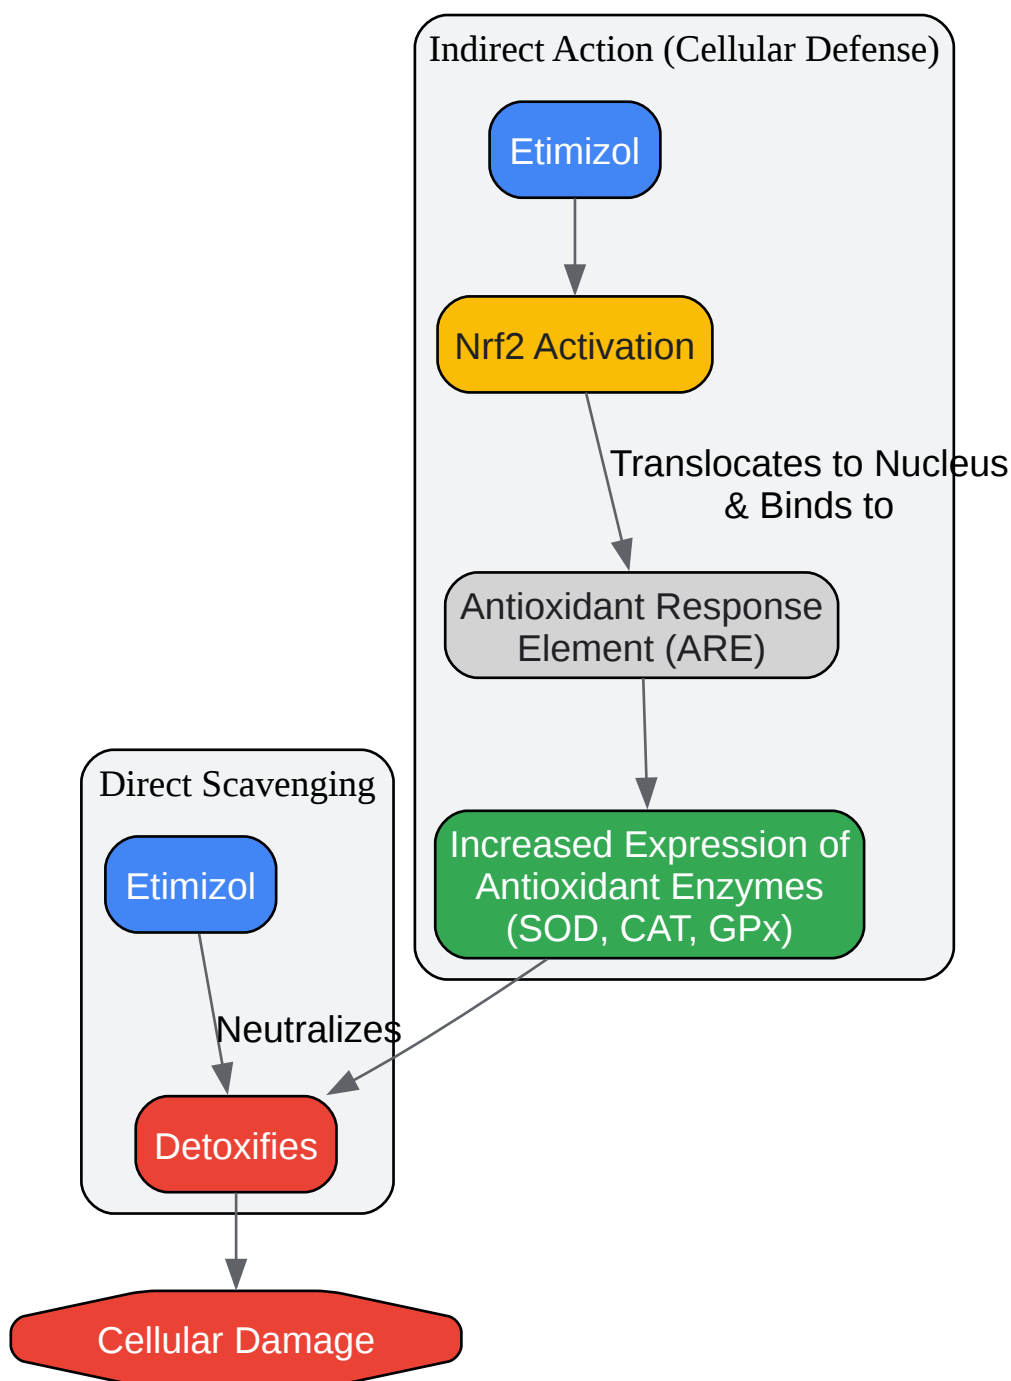 Indirect Action (Cellular Defense)
Etimizol
Nrf2 Activation
Translocates to Nucleus
& Binds to
Antioxidant Response
Element (ARE)
Increased Expression of
Antioxidant Enzymes
(SOD, CAT, GPx)
Direct Scavenging
Etimizol
Neutralizes
Detoxifies
Cellular Damage